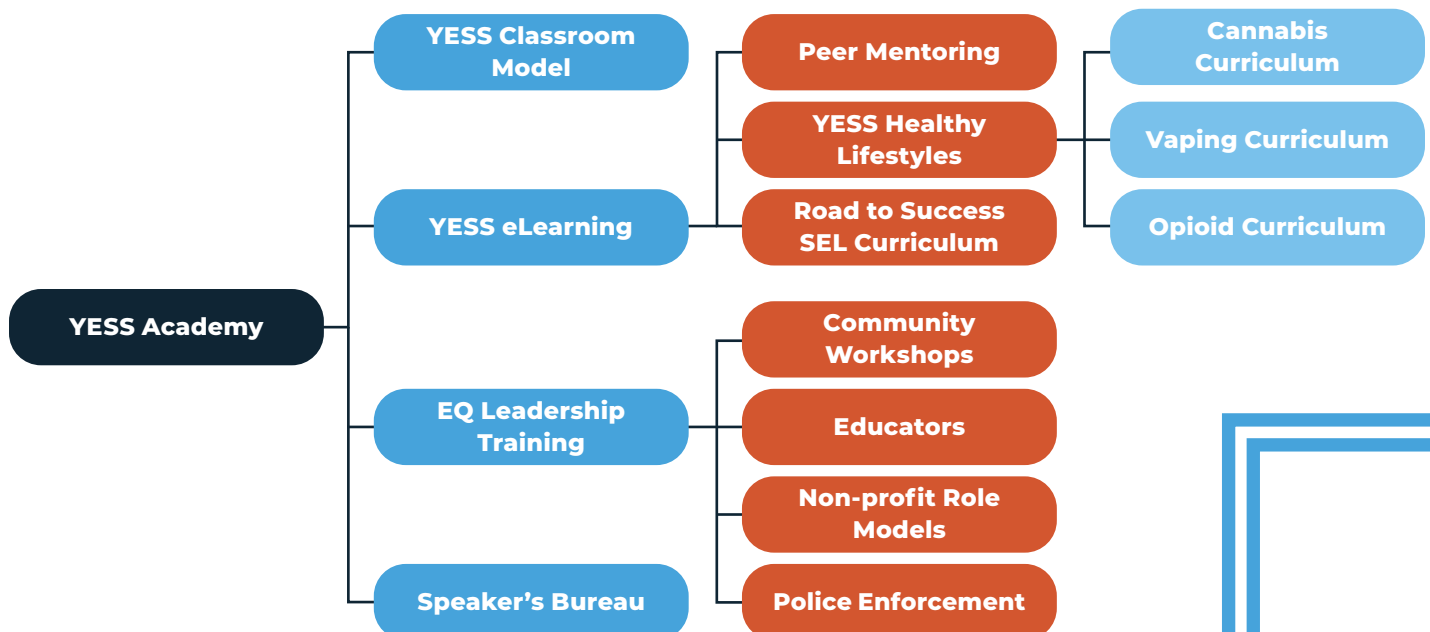 YESS Academy
YESS Classroom
Model
YESS eLearning
EQ Leadership
Training
Speaker’s Bureau
Peer Mentoring
YESS Healthy
Lifestyles
Road to Success
SEL Curriculum
Community
Workshops
Educators
Non-profit Role
Models
Police Enforcement
Cannabis
Curriculum
Vaping Curriculum
Opioid Curriculum